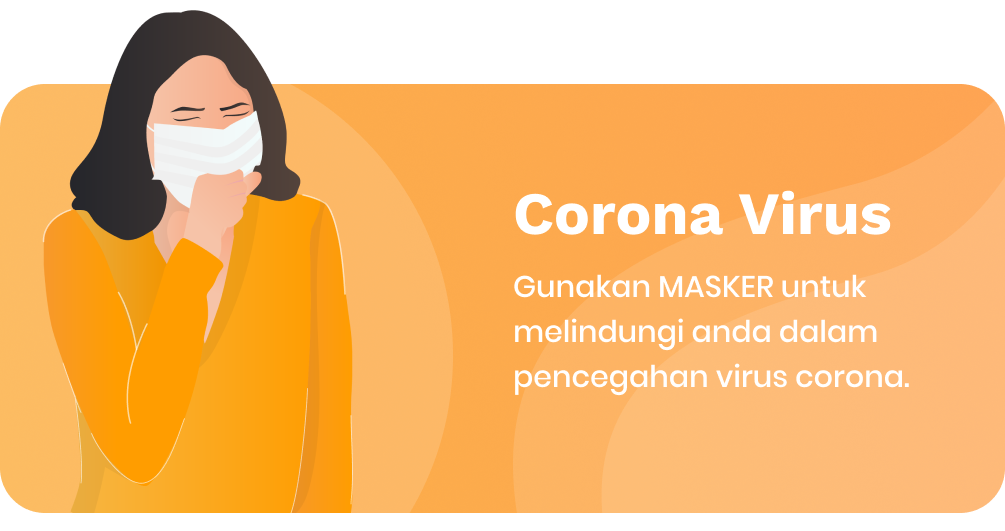 Corona Virus
Gunakan MASKER untuk
melindungi anda dalam
pencegahan virus corona.